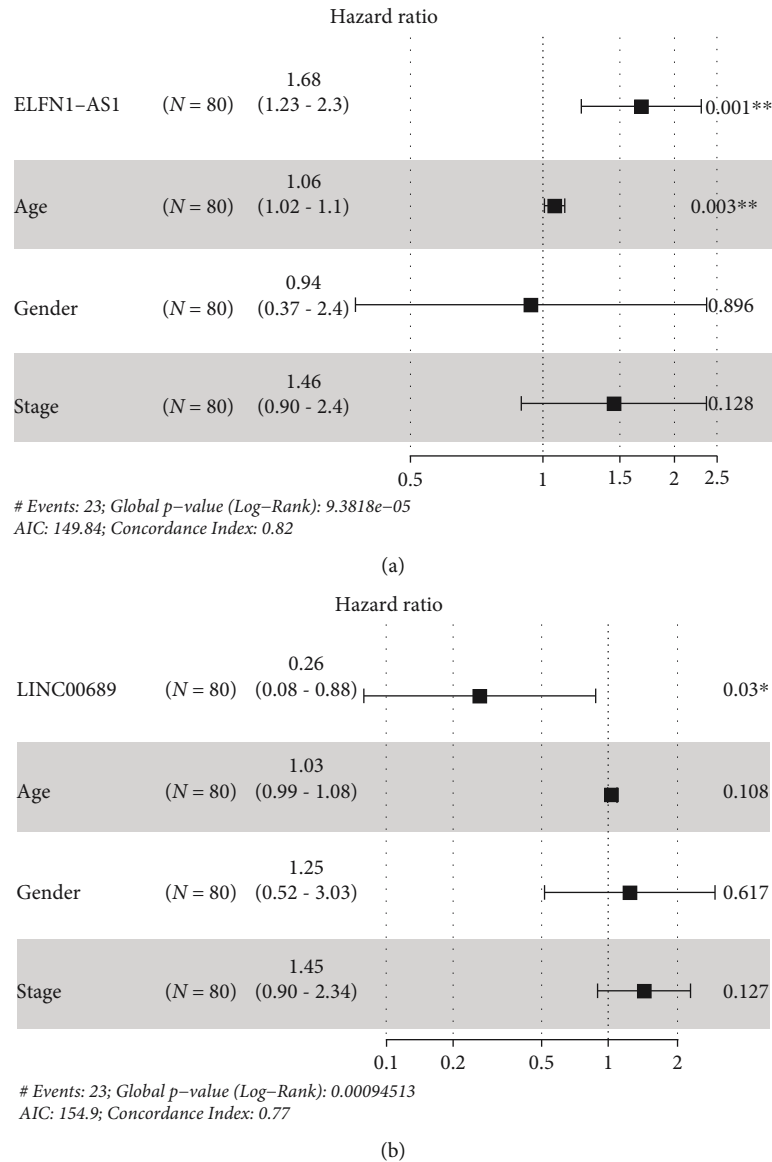 Hazard ratio
ELFN1−AS1 (N = 80) 1.68
(1.23 - 2.3) 0.001**
Age (N = 80) 1.06
(1.02 - 1.1) 0.003**
Gender (N = 80) 0.94
(0.37 - 2.4) 0.896
Stage (N = 80) 1.46
(0.90 - 2.4) 0.128
0.5 1 1.5 2 2.5
# Events: 23; Global p−value (Log−Rank): 9.3818e−05
AIC: 149.84; Concordance Index: 0.82
(a)
Hazard ratio
LINC00689 (N = 80) 0.26
(0.08 - 0.88) 0.03*
Age (N = 80) 1.03
(0.99 - 1.08) 0.108
Gender (N = 80) 1.25
(0.52 - 3.03) 0.617
Stage (N = 80) 1.45
(0.90 - 2.34) 0.127
0.1 0.2 0.5 1 2
# Events: 23; Global p−value (Log−Rank): 0.00094513
AIC: 154.9; Concordance Index: 0.77
(b)